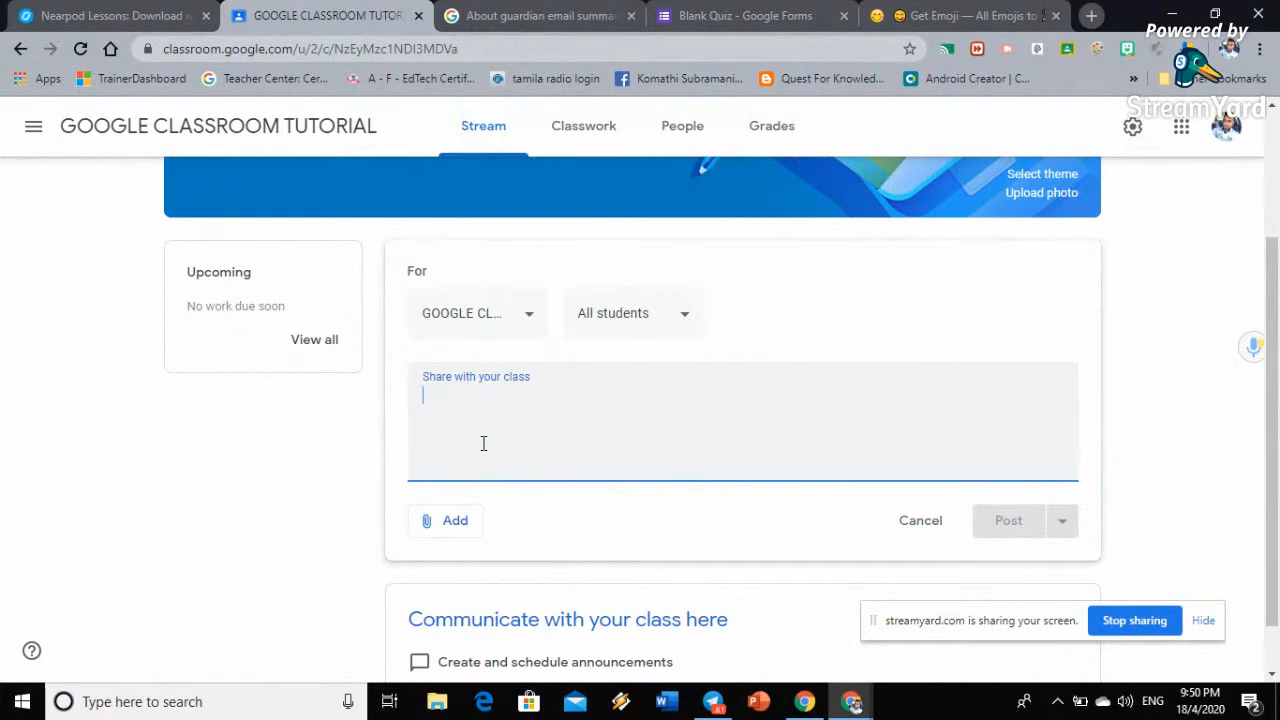 Nearpod Lessons: Download r
GOOGLE CLASSROOM TUTOR
About guardian email summa
Blank Quiz - Google Forms
Get Emoji — All Emojis to
Powered by
StreamYard
classroom.google.com/u/2/c/NzEyMzc1NDI3MDVa
Apps
TrainerDashboard
Teacher Center: Cer...
A - F - EdTech Certif...
tamila radio login
Komathi Subramani...
Quest For Knowled...
Android Creator | C...
»
GOOGLE CLASSROOM TUTORIAL
Stream
Classwork
People
Grades
Select theme
Upload photo
Upcoming
No work due soon
View all
For
GOOGLE CL...
All students
Share with your class
Add
Cancel
Post
Communicate with your class here
Create and schedule announcements
streamyard.com is sharing your screen.
Stop sharing
Hide
Type here to search
61
ENG
9:50 PM
18/4/2020
2